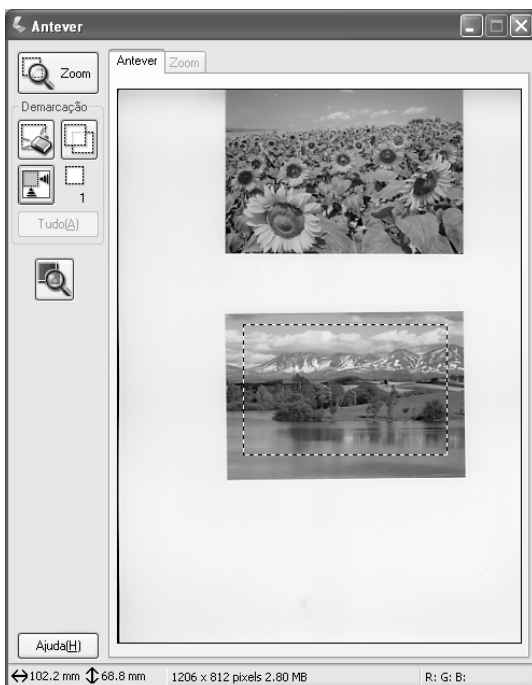 Antever
Zoom
Antever Zoom
Demarcação
1
Tudo(A)
Ajuda(H)
102.2 mm 68.8 mm 1206 x 812 pixels 2.80 MB R: G: B: